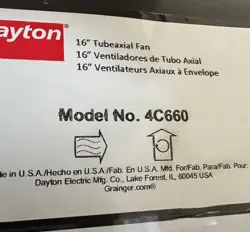 ayton
16" Tubeaxial Fan
16" Ventiladores de Tubo Axial
16" Ventilateurs Axiaux à Envelope
Model No. 4C660
de in U.S.A./Hecho en U.S.A./Fab. En U.S.A. Mfd. For/Fab. Para/Fabr. Pour:
Dayton Electric Mfg. Co., Lake Forest, IL, 60045 USA
Grainger.com®